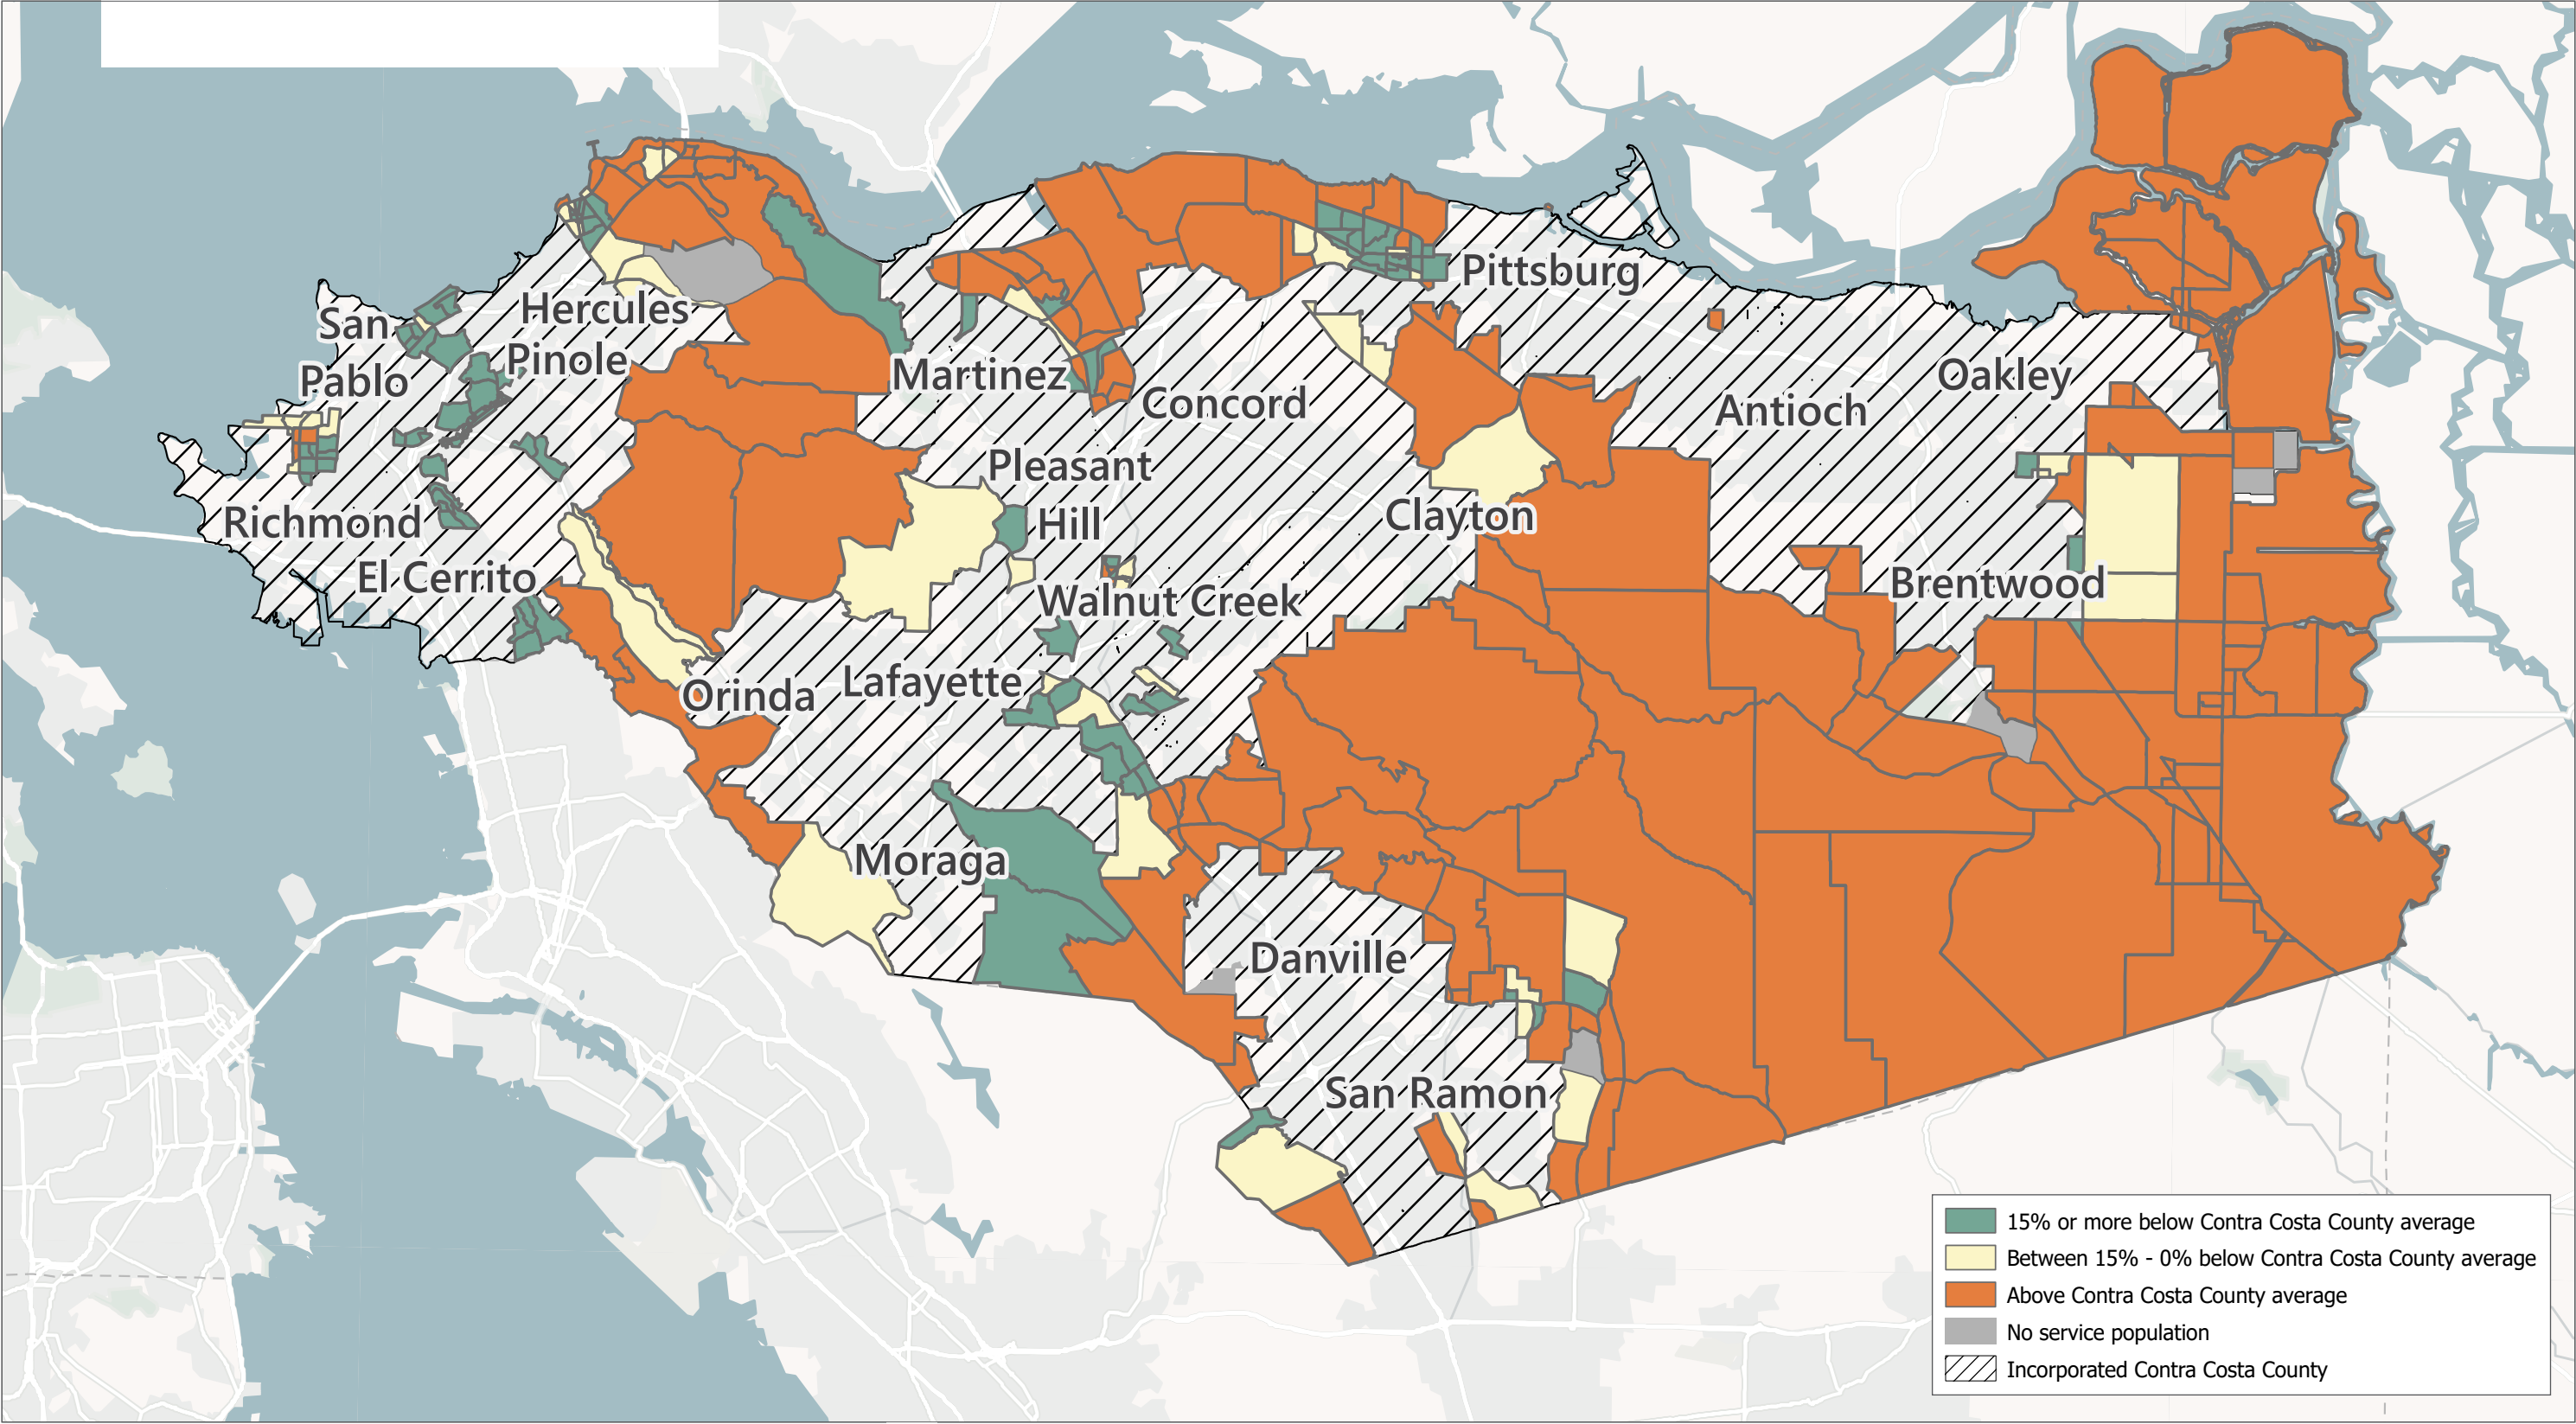 Pittsburg
Hercules
San
Pablo
Pinole
Martinez
Concord
Oakley
Antioch
Pleasant
Hill
Clayton
Richmond
El Cerrito
Walnut Creek
Brentwood
Orinda
Lafayette
Moraga
Danville
San Ramon
15% or more below Contra Costa County average
Between 15% - 0% below Contra Costa County average
Above Contra Costa County average
No service population
Incorporated Contra Costa County